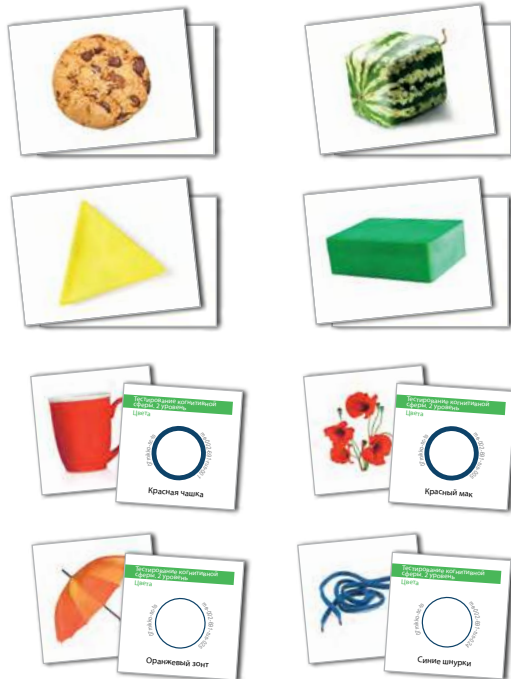 Тестирование когнитивной
сферы, 2 уровень
Цвета
Красная чашка
Тестирование когнитивной
сферы, 2 уровень
Цвета
Красный мак
Тестирование когнитивной
сферы, 2 уровень
Цвета
Оранжевый зонт
Тестирование когнитивной
сферы, 2 уровень
Цвета
Синие шнурки